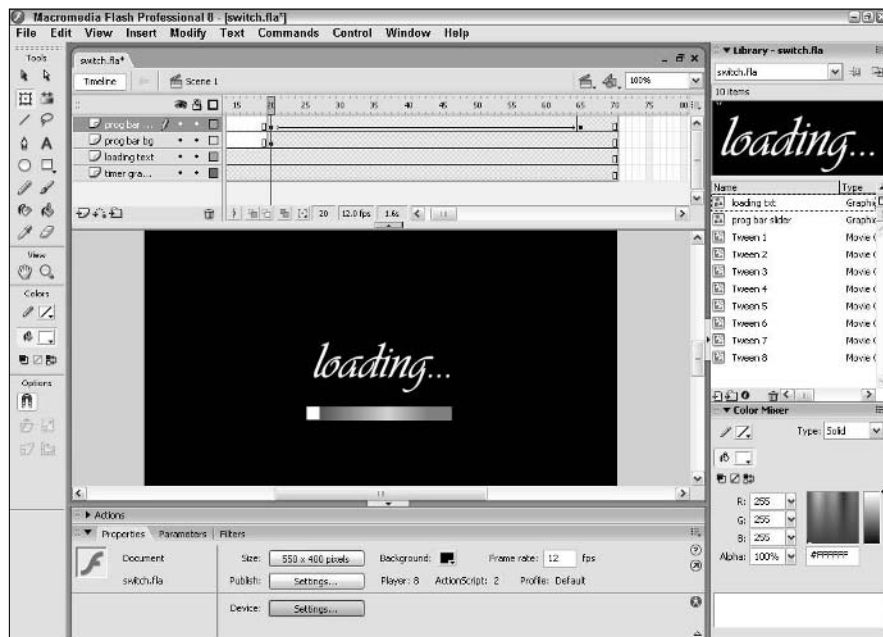 Macromedia Flash Professional 8 - [switch.fla*]
File Edit View Insert Modify Text Commands Control Window Help
Tools
View
Colors
Options
switch.fla*
Timeline
Scene 1
100%
15 20 25 30 35 40 45 50 55 60 65 70 75 80
prog bar ...
prog bar bg
loading text
timer gra...
20 12.0 fps 1.6s
loading...
Actions
Properties Parameters Filters
Document
switch.fla
Size: 550 x 400 pixels Background: Frame rate: 12 fps
Publish: Settings... Player: 8 ActionScript: 2 Profile: Default
Device: Settings...
Library - switch.fla
switch.fla
10 items
loading...
Name Type
loading txt Graphic
prog bar slider Graphic
Tween 1 Movie C
Tween 2 Movie C
Tween 3 Movie C
Tween 4 Movie C
Tween 5 Movie C
Tween 6 Movie C
Tween 7 Movie C
Tween 8 Movie C
Color Mixer
Type: Solid
R: 255
G: 255
B: 255
Alpha: 100% #FFFFFF